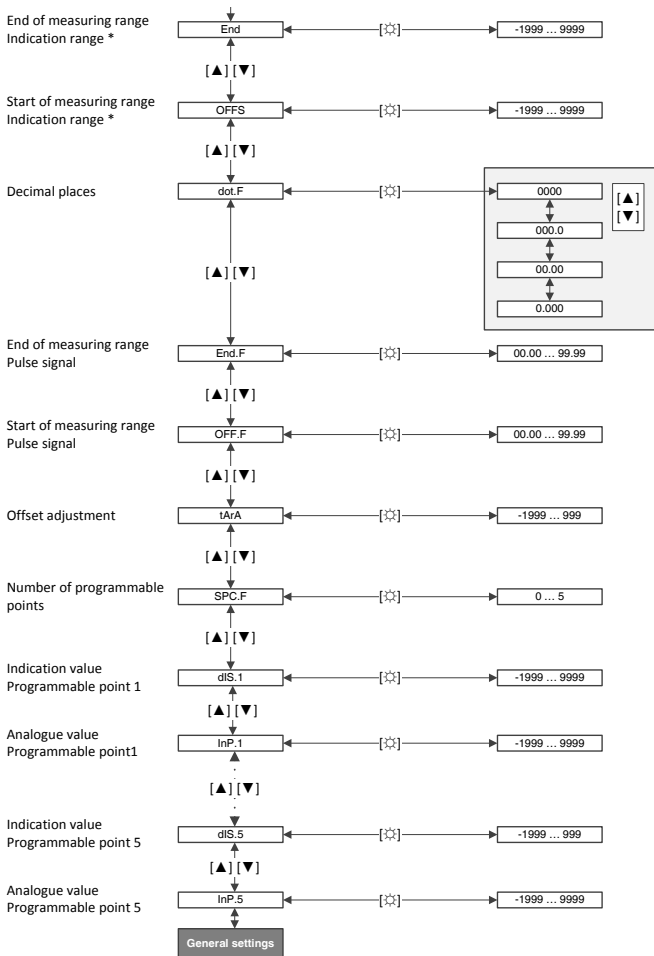 End of measuring range
Indication range *
End
[☼]
-1999 ... 9999
[▲] [▼]
Start of measuring range
Indication range *
OFFS
[☼]
-1999 ... 9999
[▲] [▼]
Decimal places
dot.F
[☼]
0000
[▲]
[▼]
000.0
00.00
0.000
[▲] [▼]
End of measuring range
Pulse signal
End.F
[☼]
00.00 ... 99.99
[▲] [▼]
Start of measuring range
Pulse signal
OFF.F
[☼]
00.00 ... 99.99
[▲] [▼]
Offset adjustment
tArA
[☼]
-1999 ... 999
[▲] [▼]
Number of programmable
points
SPC.F
[☼]
0 ... 5
[▲] [▼]
Indication value
Programmable point 1
dIS.1
[☼]
-1999 ... 9999
[▲] [▼]
Analogue value
Programmable point1
InP.1
[☼]
-1999 ... 9999
[▲] [▼]
Indication value
Programmable point 5
dIS.5
[☼]
-1999 ... 999
[▲] [▼]
Analogue value
Programmable point 5
InP.5
[☼]
-1999 ... 9999
General settings